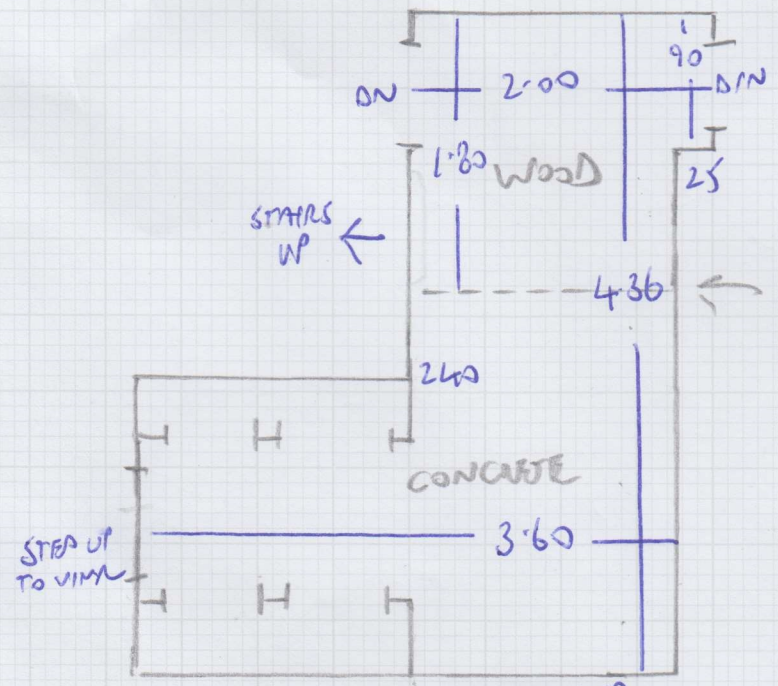 90
DN
2.00
D/N
1.80
WOOD
25
STAIRS
UP
4.36
240
CONCRETE
3.60
STEP UP
TO VINYL